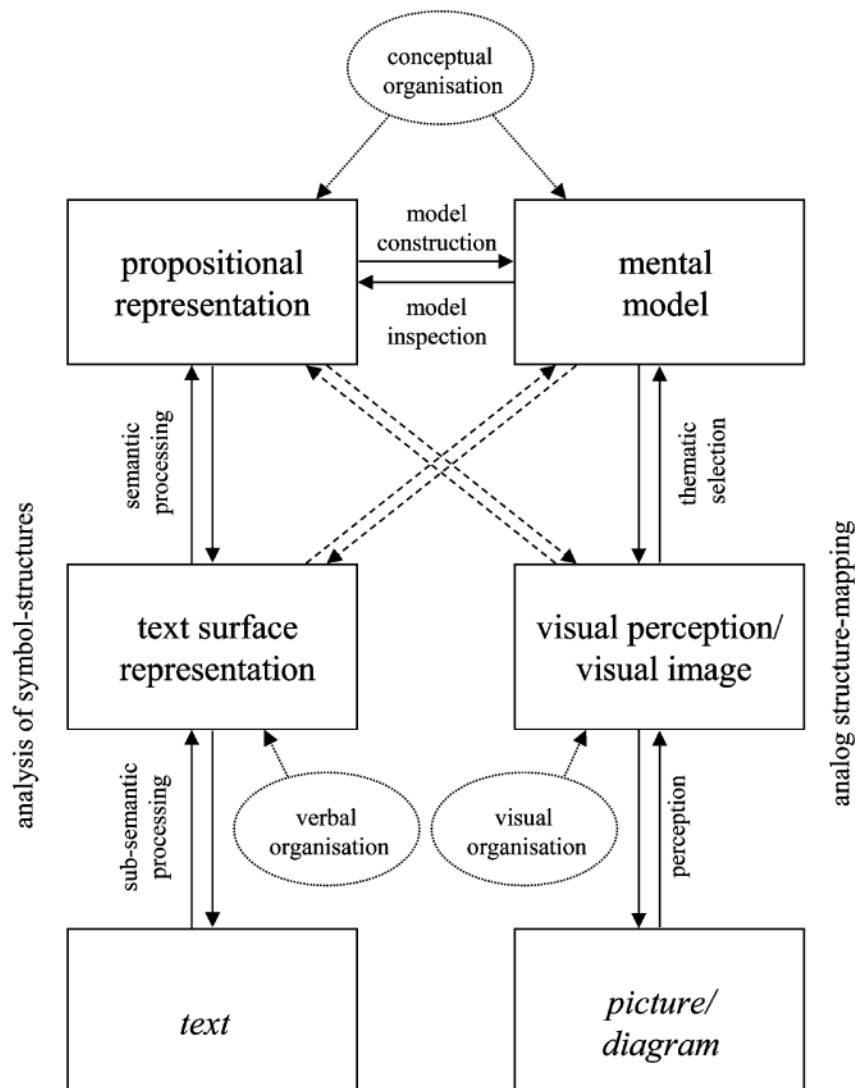 conceptual
organisation
propositional
representation
model
construction
model
inspection
mental
model
semantic
processing
thematic
selection
analysis of symbol-structures
text surface
representation
visual perception/
visual image
analog structure-mapping
sub-semantic
processing
verbal
organisation
visual
organisation
perception
text
picture/
diagram